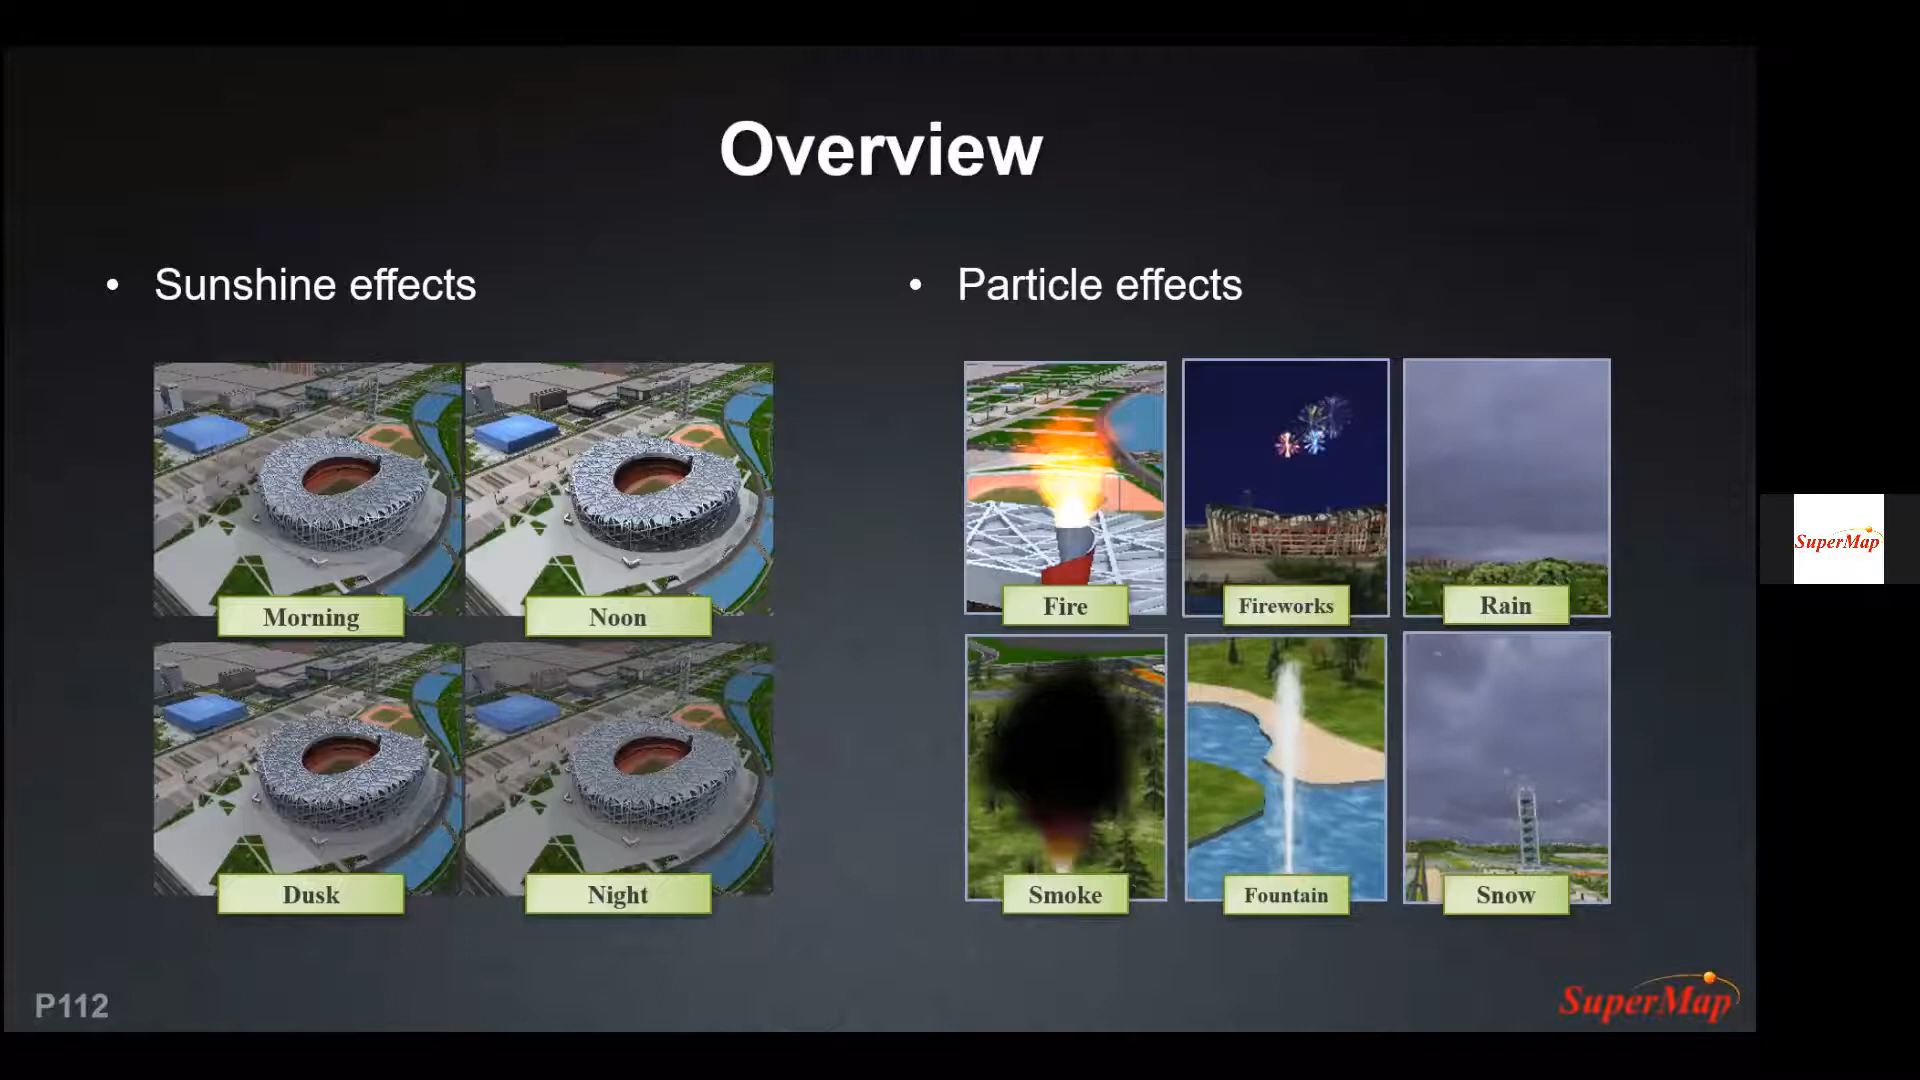 Overview
• Sunshine effects
Morning
Noon
Dusk
Night
• Particle effects
Fire
Fireworks
Rain
Smoke
Fountain
Snow
P112
SuperMap
SuperMap